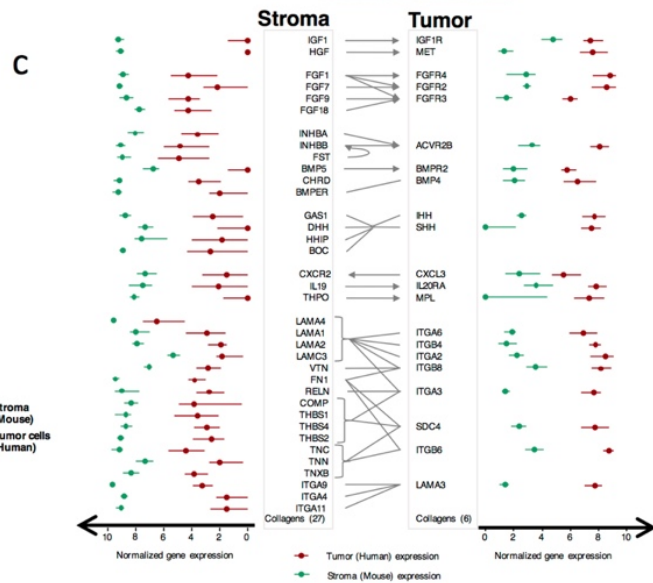 Stroma Tumor
C
IGF1 IGF1R
HGF MET
FGF1 FGFR4
FGF7 FGFR2
FGF9 FGFR3
FGF18
INHBA
INHBB ACVR2B
FST
BMP5 BMPR2
CHRD BMP4
BMPER
GAS1 IHH
DHH SHH
HHIP
BOC
CXCR2 CXCL3
IL19 IL20RA
THPO MPL
LAMA4
LAMA1 ITGA6
LAMA2 ITGB4
LAMC3 ITGA2
VTN ITGB8
FN1
RELN ITGA3
COMP
THBS1
THBS4 SDC4
THBS2
TNC ITGB6
TNN
TNXB
ITGA9 LAMA3
ITGA4
ITGA11
Collagens (27) Collagens (6)
troma
Mouse)
umor cells
Human)
10 8 6 4 2 0 0 2 4 6 8 10
Normalized gene expression Normalized gene expression
Tumor (Human) expression
Stroma (Mouse) expression